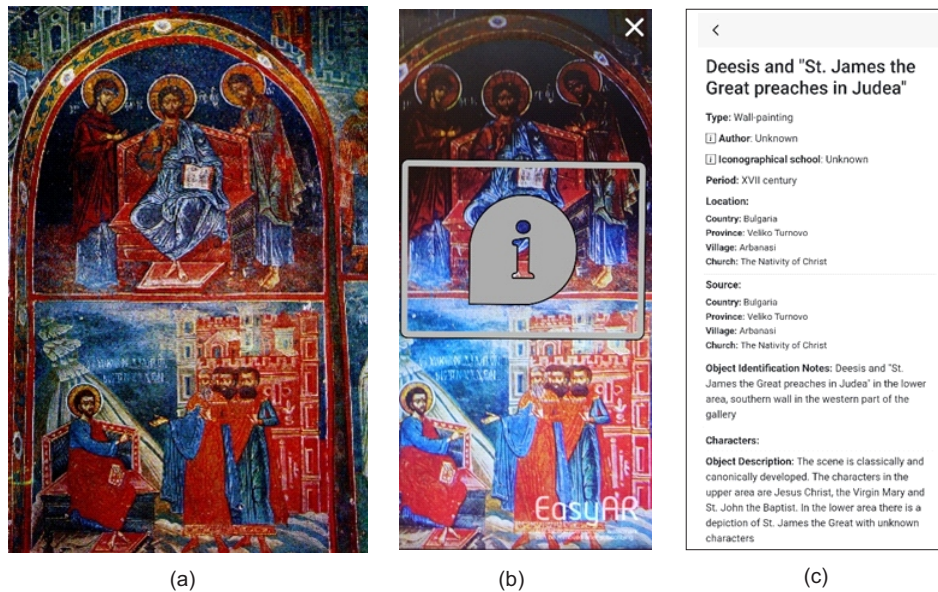 EasyAR
Deesis and "St. James the
Great preaches in Judea"
Type: Wall-painting
i Author: Unknown
i Iconographical school: Unknown
Period: XVII century
Location:
Country: Bulgaria
Province: Veliko Turnovo
Village: Arbanasi
Church: The Nativity of Christ
Source:
Country: Bulgaria
Province: Veliko Turnovo
Village: Arbanasi
Church: The Nativity of Christ
Object Identification Notes: Deesis and "St.
James the Great preaches in Judea" in the lower
area, southern wall in the western part of the
gallery
Characters:
Object Description: The scene is classically and
canonically developed. The characters in the
upper area are Jesus Christ, the Virgin Mary and
St. John the Baptist. In the lower area there is a
depiction of St. James the Great with unknown
characters
(a)
(b)
(c)